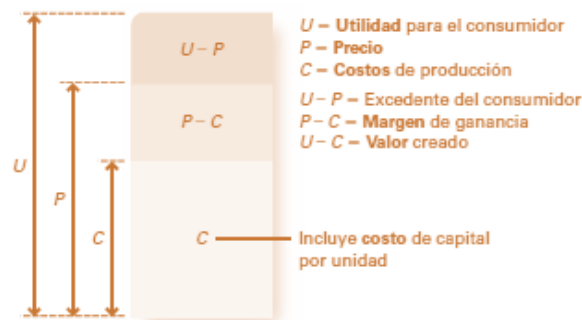 U – Utilidad para el consumidor
P – Precio
C – Costos de producción
U – P – Excedente del consumidor
P – C – Margen de ganancia
U – C – Valor creado
U – P
P – C
U
P
C
C
Incluye costo de capital
por unidad